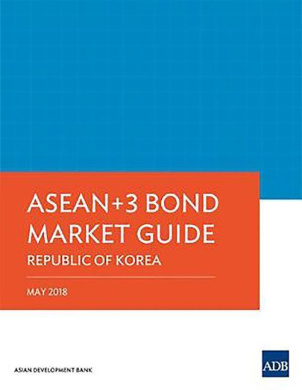 ASEAN+3 BOND
MARKET GUIDE
REPUBLIC OF KOREA
MAY 2018
ASIAN DEVELOPMENT BANK
ADB